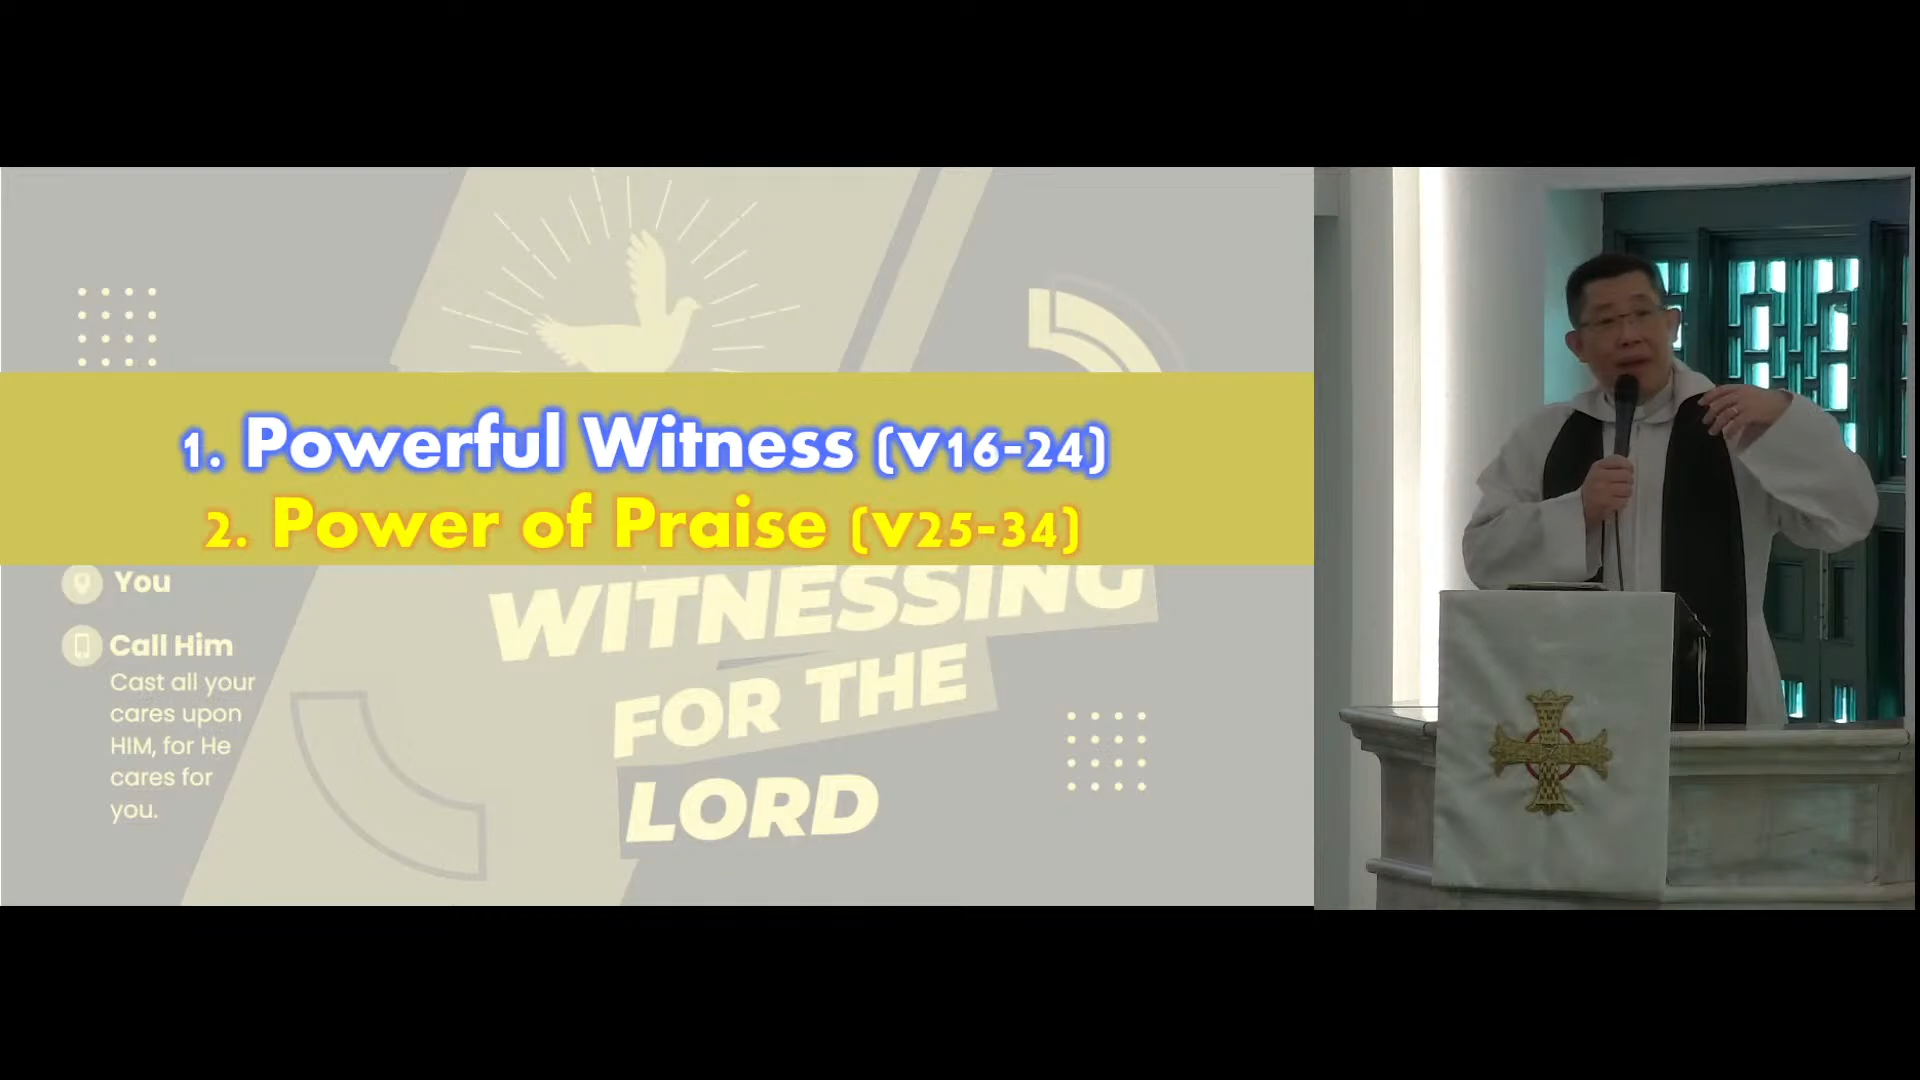 1. Powerful Witness (v16-24)
2. Power of Praise (v25-34)
You
Call Him
Cast all your
cares upon
HIM, for He
cares for
you.
WITNESSING
FOR THE
LORD